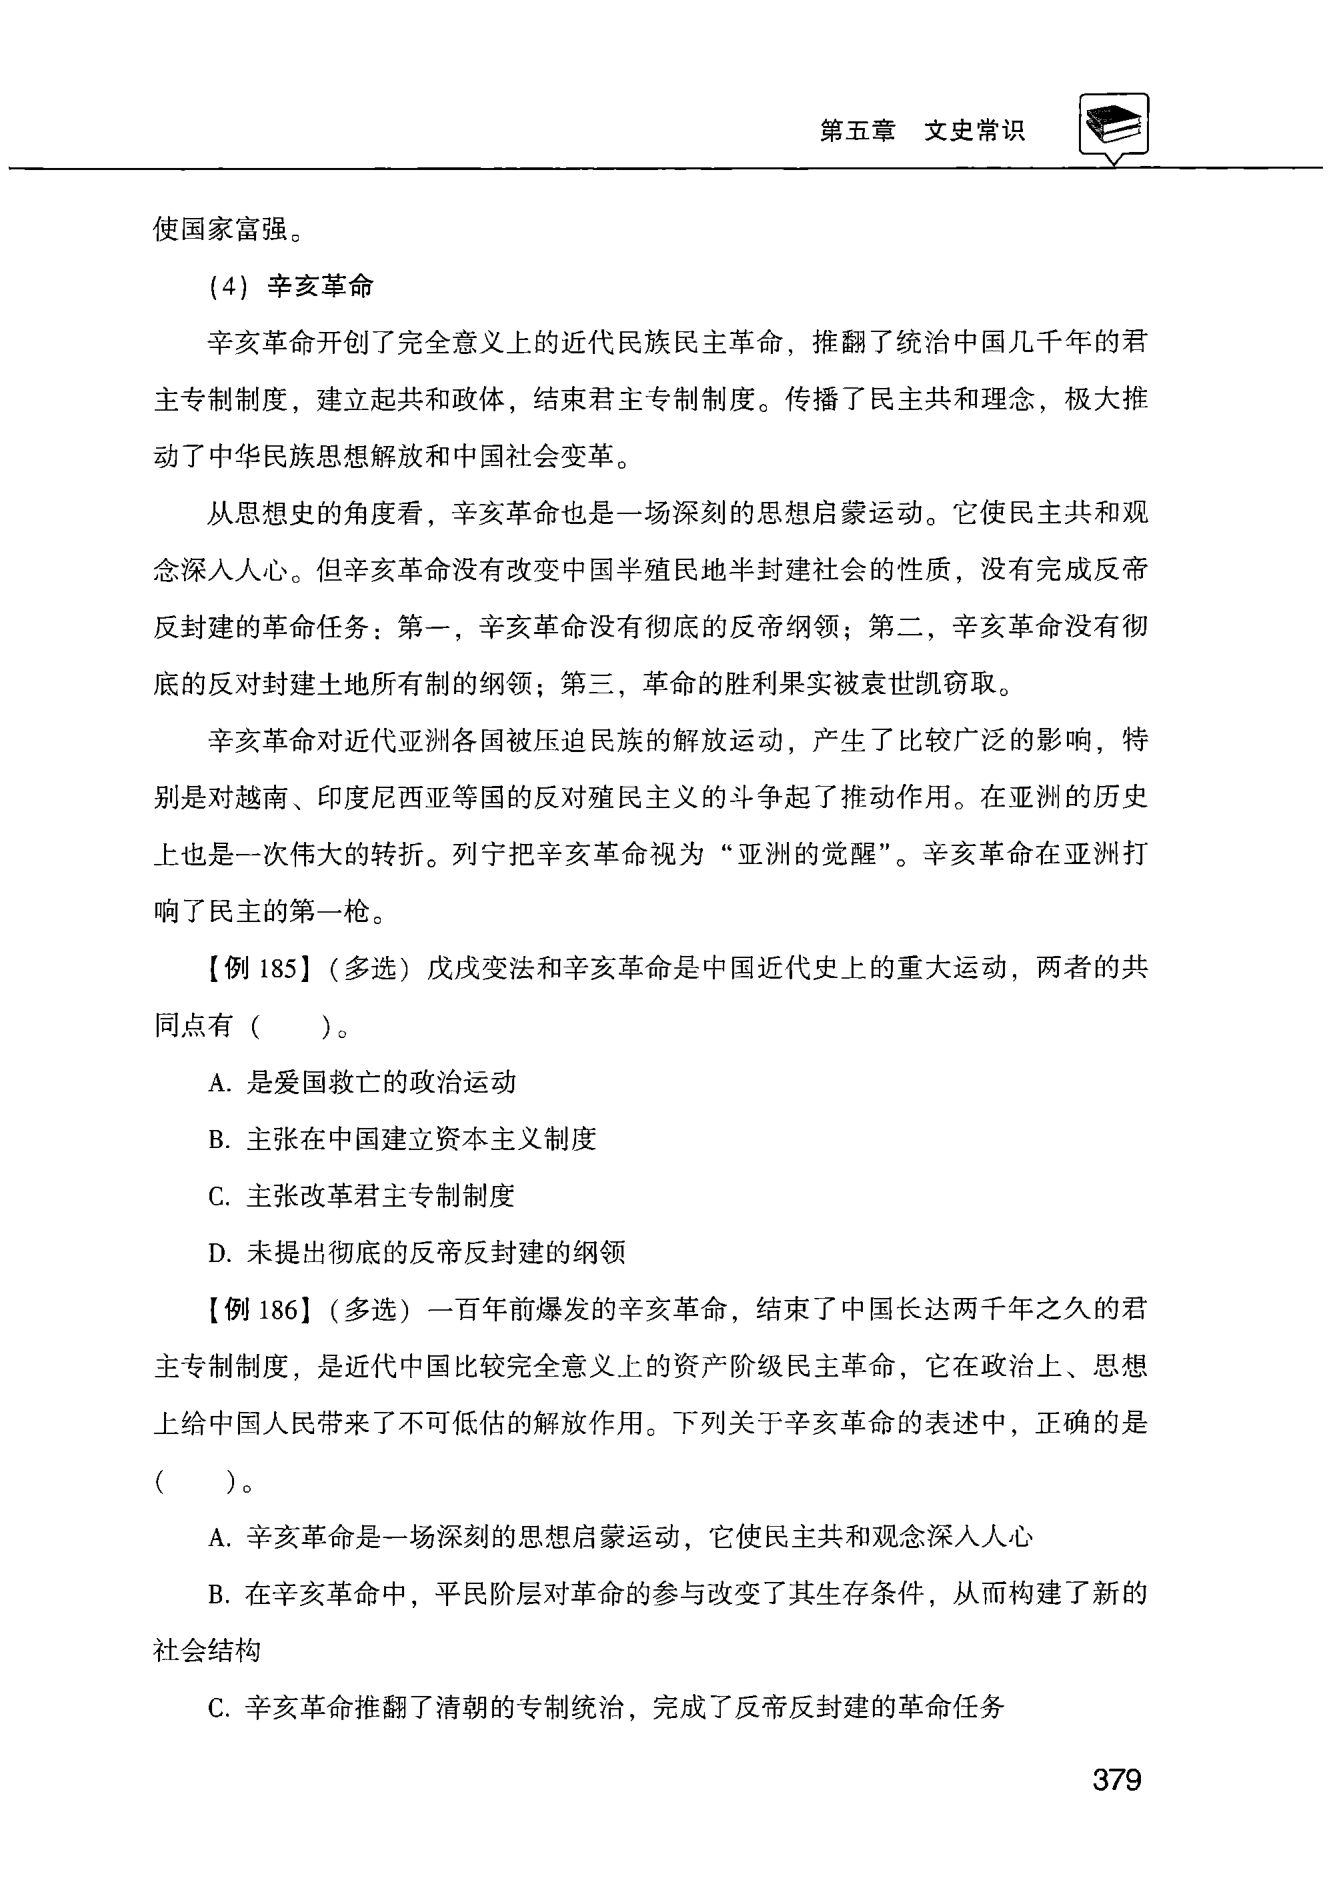 第五章 文史常识
使国家富强。
(4) 辛亥革命
辛亥革命开创了完全意义上的近代民族民主革命，推翻了统治中国几千年的君
主专制制度，建立起共和政体，结束君主专制制度。传播了民主共和理念，极大推
动了中华民族思想解放和中国社会变革。
从思想史的角度看，辛亥革命也是一场深刻的思想启蒙运动。它使民主共和观
念深入人心。但辛亥革命没有改变中国半殖民地半封建社会的性质，没有完成反帝
反封建的革命任务：第一，辛亥革命没有彻底的反帝纲领；第二，辛亥革命没有彻
底的反对封建土地所有制的纲领；第三，革命的胜利果实被袁世凯窃取。
辛亥革命对近代亚洲各国被压迫民族的解放运动，产生了比较广泛的影响，特
别是对越南、印度尼西亚等国的反对殖民主义的斗争起了推动作用。在亚洲的历史
上也是一次伟大的转折。列宁把辛亥革命视为“亚洲的觉醒”。辛亥革命在亚洲打
响了民主的第一枪。
【例 185】(多选) 戊戌变法和辛亥革命是中国近代史上的重大运动，两者的共
同点有 (  )。
A. 是爱国救亡的政治运动
B. 主张在中国建立资本主义制度
C. 主张改革君主专制制度
D. 未提出彻底的反帝反封建的纲领
【例 186】(多选) 一百年前爆发的辛亥革命，结束了中国长达两千年之久的君
主专制制度，是近代中国比较完全意义上的资产阶级民主革命，它在政治上、思想
上给中国人民带来了不可低估的解放作用。下列关于辛亥革命的表述中，正确的是
(  )。
A. 辛亥革命是一场深刻的思想启蒙运动，它使民主共和观念深入人心
B. 在辛亥革命中，平民阶层对革命的参与改变了其生存条件，从而构建了新的
社会结构
C. 辛亥革命推翻了清朝的专制统治，完成了反帝反封建的革命任务
379